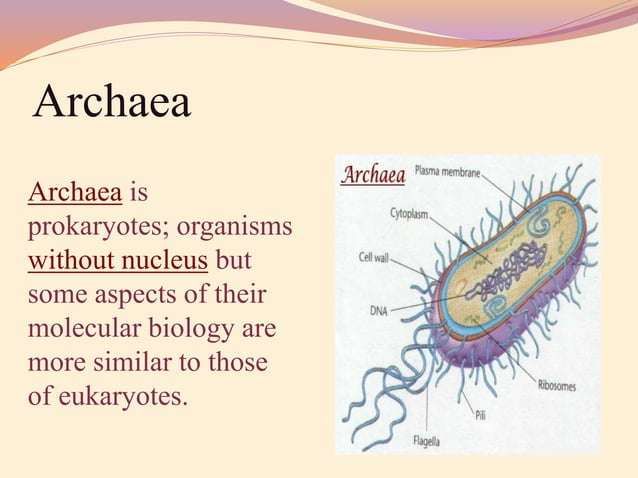 Archaea
Archaea is
prokaryotes; organisms
without nucleus but
some aspects of their
molecular biology are
more similar to those
of eukaryotes.
Archaea
Plasma membrane
Cytoplasm
Cell wall
DNA
Ribosomes
Pili
Flagella